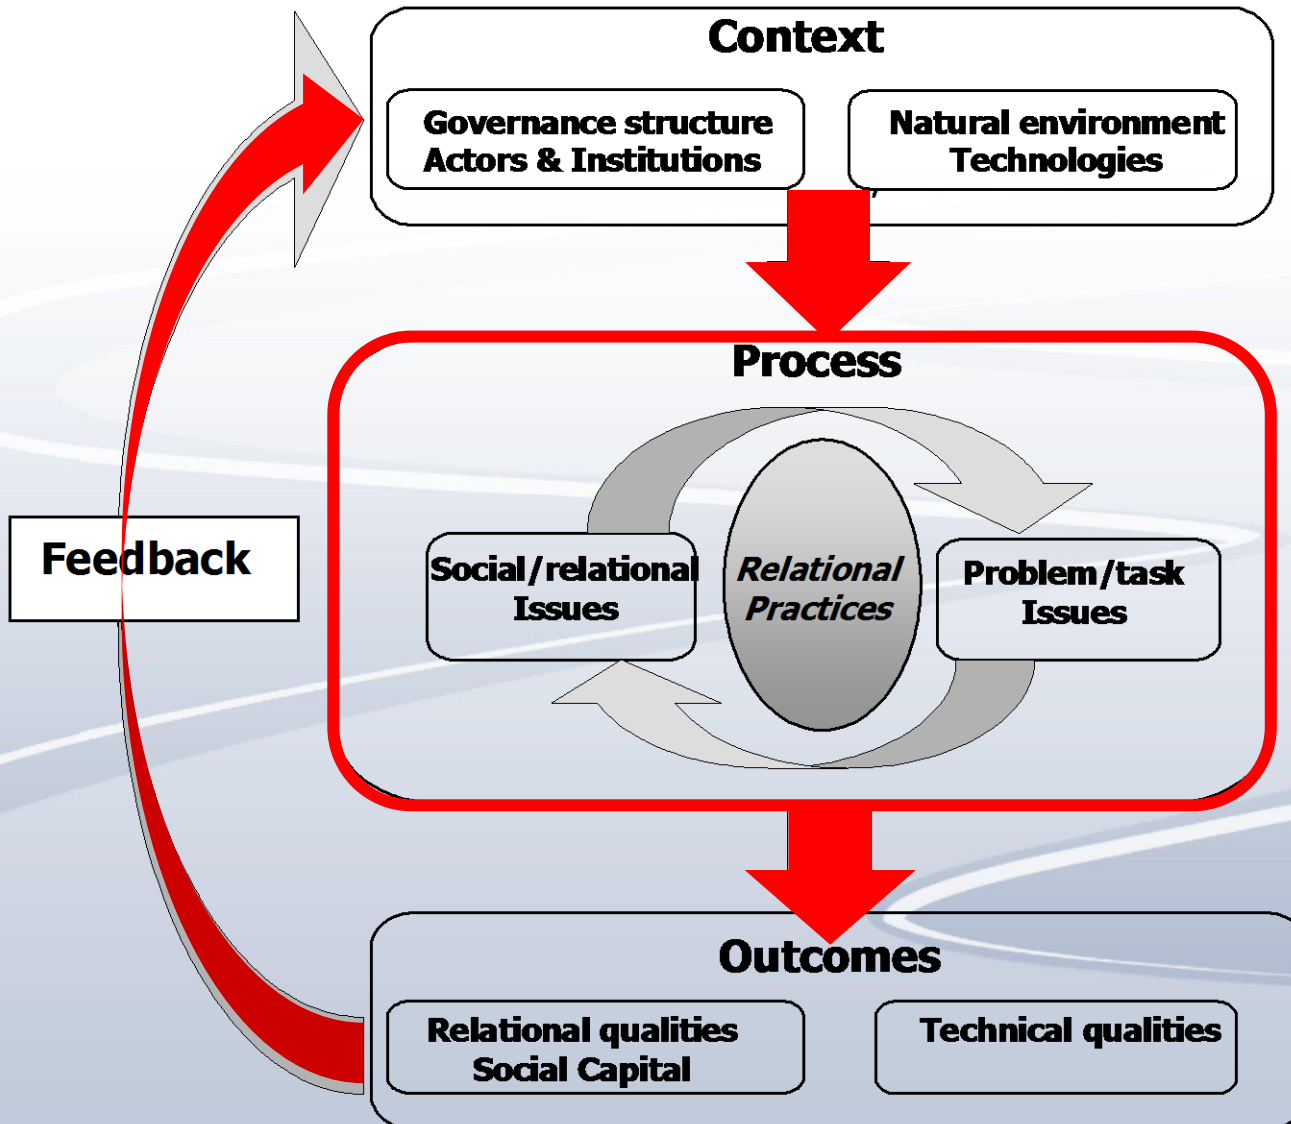 Context
Governance structure
Actors & Institutions
Natural environment
Technologies
Process
Feedback
Social/relational
Issues
Relational
Practices
Problem/task
Issues
Outcomes
Relational qualities
Social Capital
Technical qualities